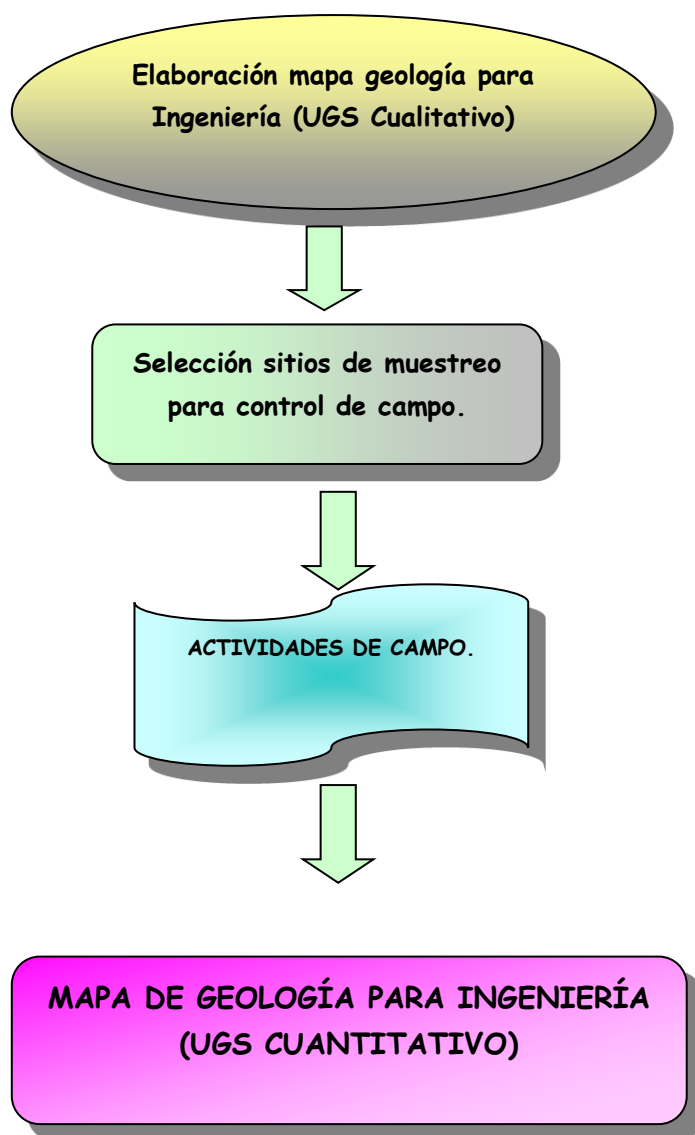 Elaboración mapa geología para
Ingeniería (UGS Cualitativo)
Selección sitios de muestreo
para control de campo.
ACTIVIDADES DE CAMPO.
MAPA DE GEOLOGÍA PARA INGENIERÍA
(UGS CUANTITATIVO)